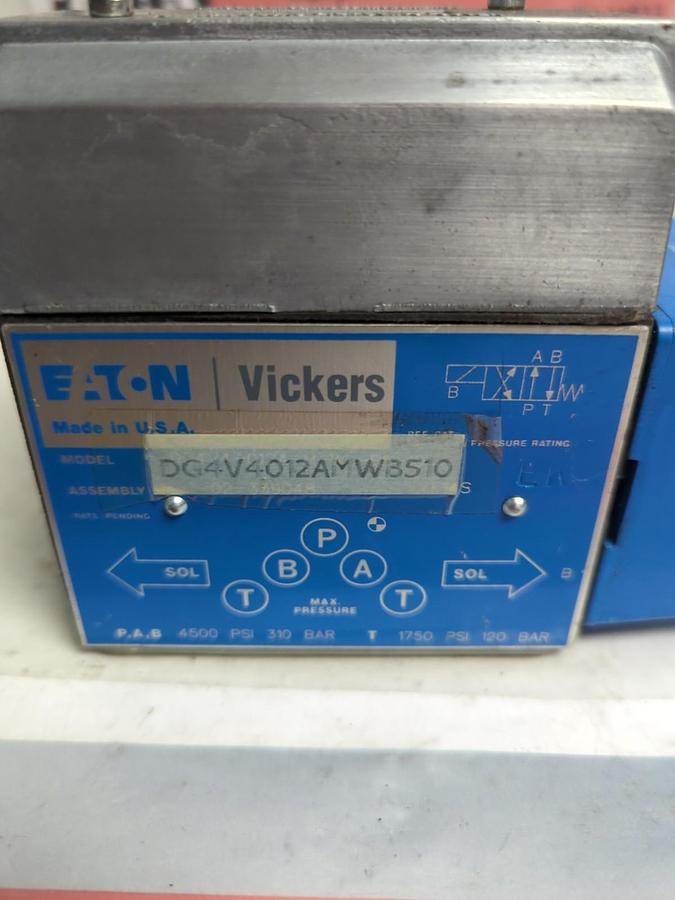 EATON | Vickers
Made in U.S.A.
A B
B
P T
PRESSURE RATING
MODEL DG4V4012AMWB510
ASSEMBLY S
PATS. PENDING
P
SOL B A SOL B
T T
MAX.
PRESSURE
P,A,B 4500 PSI 310 BAR T 1750 PSI 120 BAR